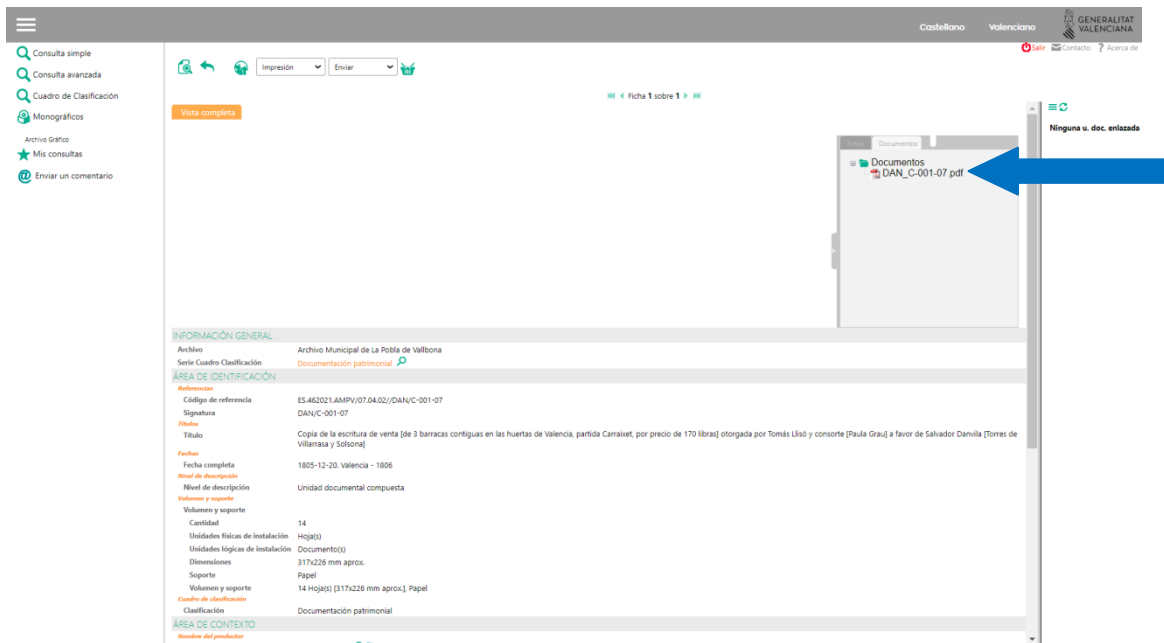 Castellano Valenciano
GENERALITAT
VALENCIANA
Salir Contacto ? Acerca de
Consulta simple
Consulta avanzada
Cuadro de Clasificación
Monográficos
Archivo Gráfico
Mis consultas
Enviar un comentario
Impresión Enviar
Ficha 1 sobre 1
Vista completa
Ninguna u. doc. enlazada
Fotos Documentos
Documentos
DAN_C-001-07.pdf
INFORMACIÓN GENERAL
Archivo Archivo Municipal de La Pobla de Vallbona
Serie Cuadro Clasificación Documentación patrimonial
ÁREA DE IDENTIFICACIÓN
Referencias
Código de referencia ES.462021.AMPV/07.04.02//DAN/C-001-07
Signatura DAN/C-001-07
Títulos
Título Copia de la escritura de venta [de 3 barracas contiguas en las huertas de Valencia, partida Carraixet, por precio de 170 libras] otorgada por Tomás Llisó y consorte [Paula Grau] a favor de Salvador Danvila [Torres de
Villarrasa y Solsona]
Fechas
Fecha completa 1805-12-20. Valencia - 1806
Nivel de descripción
Nivel de descripción Unidad documental compuesta
Volumen y soporte
Volumen y soporte
Cantidad 14
Unidades físicas de instalación Hoja(s)
Unidades lógicas de instalación Documento(s)
Dimensiones 317x226 mm aprox.
Soporte Papel
Volumen y soporte 14 Hoja(s) [317x226 mm aprox.], Papel
Cuadro de clasificación
Clasificación Documentación patrimonial
ÁREA DE CONTEXTO
Nombre del productor